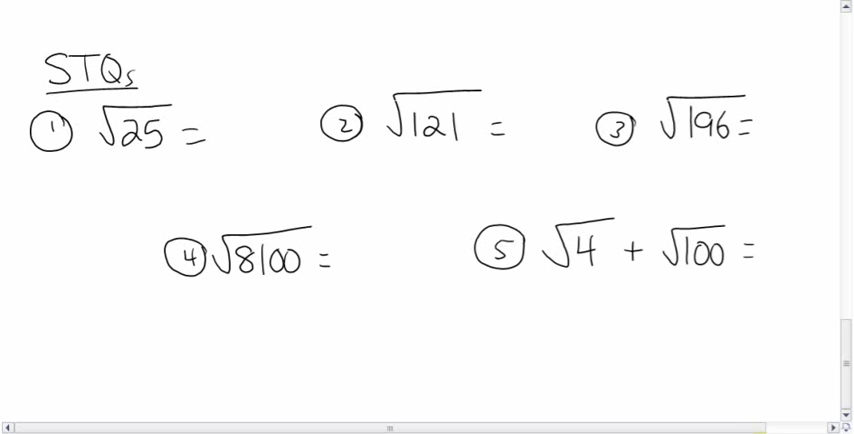 STQs
① √25 = ② √121 = ③ √196 =
④ √8100 = ⑤ √4 + √100 =